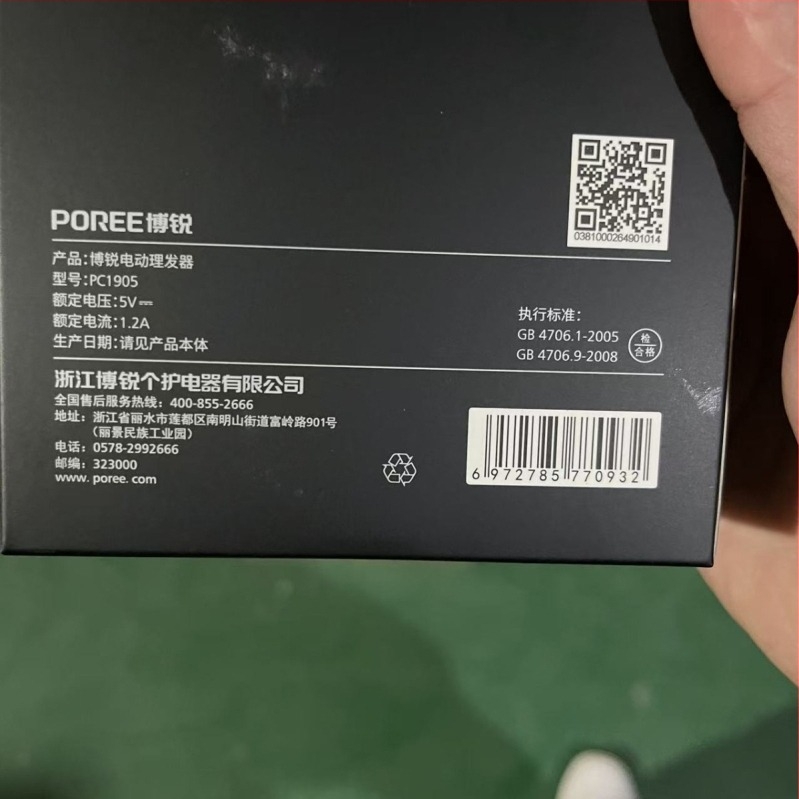 0381000264901014
POREE博锐
产品:博锐电动理发器
型号:PC1905
额定电压:5V⎓
额定电流:1.2A
生产日期:请见产品本体
执行标准:
GB 4706.1-2005
GB 4706.9-2008
检
合格
浙江博锐个护电器有限公司
全国售后服务热线: 400-855-2666
地址: 浙江省丽水市莲都区南明山街道富岭路901号
(丽景民族工业园)
电话: 0578-2992666
邮编: 323000
www. poree. com
6 972785 770932